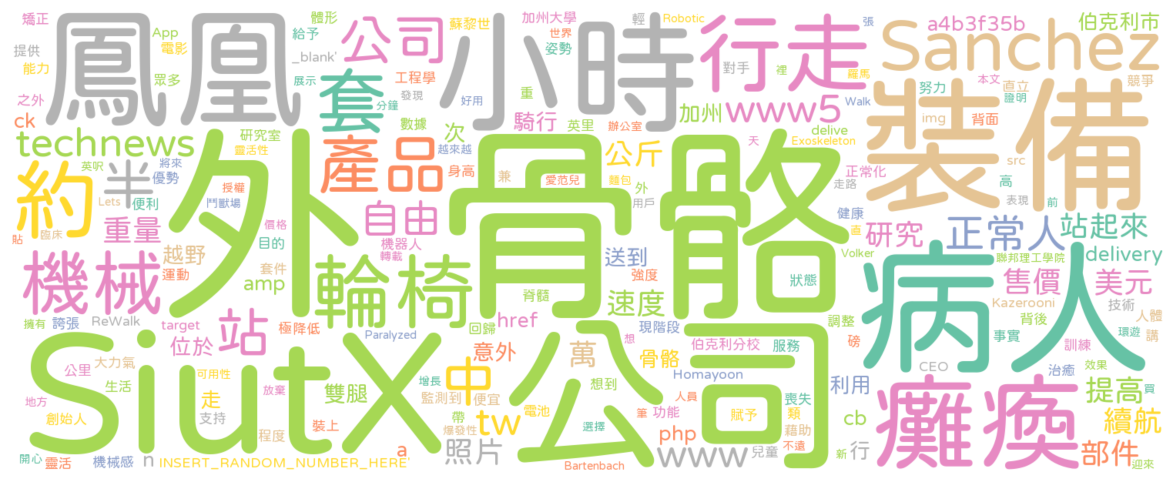 鳳凰
小時
外骨骼
SiutX
公司
裝備
Sanchez
病人
癱瘓
行走
公司
套
產品
輪椅
機械
約
半
站
technews
www5
www
tw
中
自由
重量
正常人
研究
站起來
售價
美元
delivery
提高
續航
部件
速度
公斤
騎行
加州
次
萬
雙腿
照片
意外
骨骼
利用
送到
href
amp
越野
位於
走
php
cb
行
ck
n
a
a4b3f35b
伯克利市
矯正
App
體形
給予
蘇黎世
加州大學
輕
Robotic
張
提供
電影
_blank'
世界
姿勢
對手
裡
羅馬
本文
競爭
能力
眾多
展示
工程學
發現
好用
重
努力
直立
證明
之外
分鐘
數據
英里
辦公室
Walk
img
背面
研究室
靈活性
越來越
delive
Exoskeleton
天
src
英呎
將來
優勢
身高
兼
愛范兒
麵包
外
用戶
正常化
走路
高
表現
前
授權
Lets
便利
鬥獸場
價格
健康
直
貼
臨床
目的
機器人
轉載
Volker
聯邦理工學院
運動
套件
強度
狀態
脊髓
Kazerooni
技術
擁有
誇張
ReWalk
target
極降低
Paralyzed
回歸
現階段
想
調整
磅
背後
人體
事實
環遊
講
訓練
伯克利分校
服務
公里
大力氣
Homayoon
CEO
治癒
效果
買
生活
可用性
放棄
增長
監測到
便宜
想到
喪失
地方
創始人
支持
電池
帶
筆
人員
功能
賦予
類
裝上
爆發性
選擇
藉助
開心
靈活
機械感
程度
INSERT_RANDOM_NUMBER_HERE'
Bartenbach
兒童
不遠
新
迎來